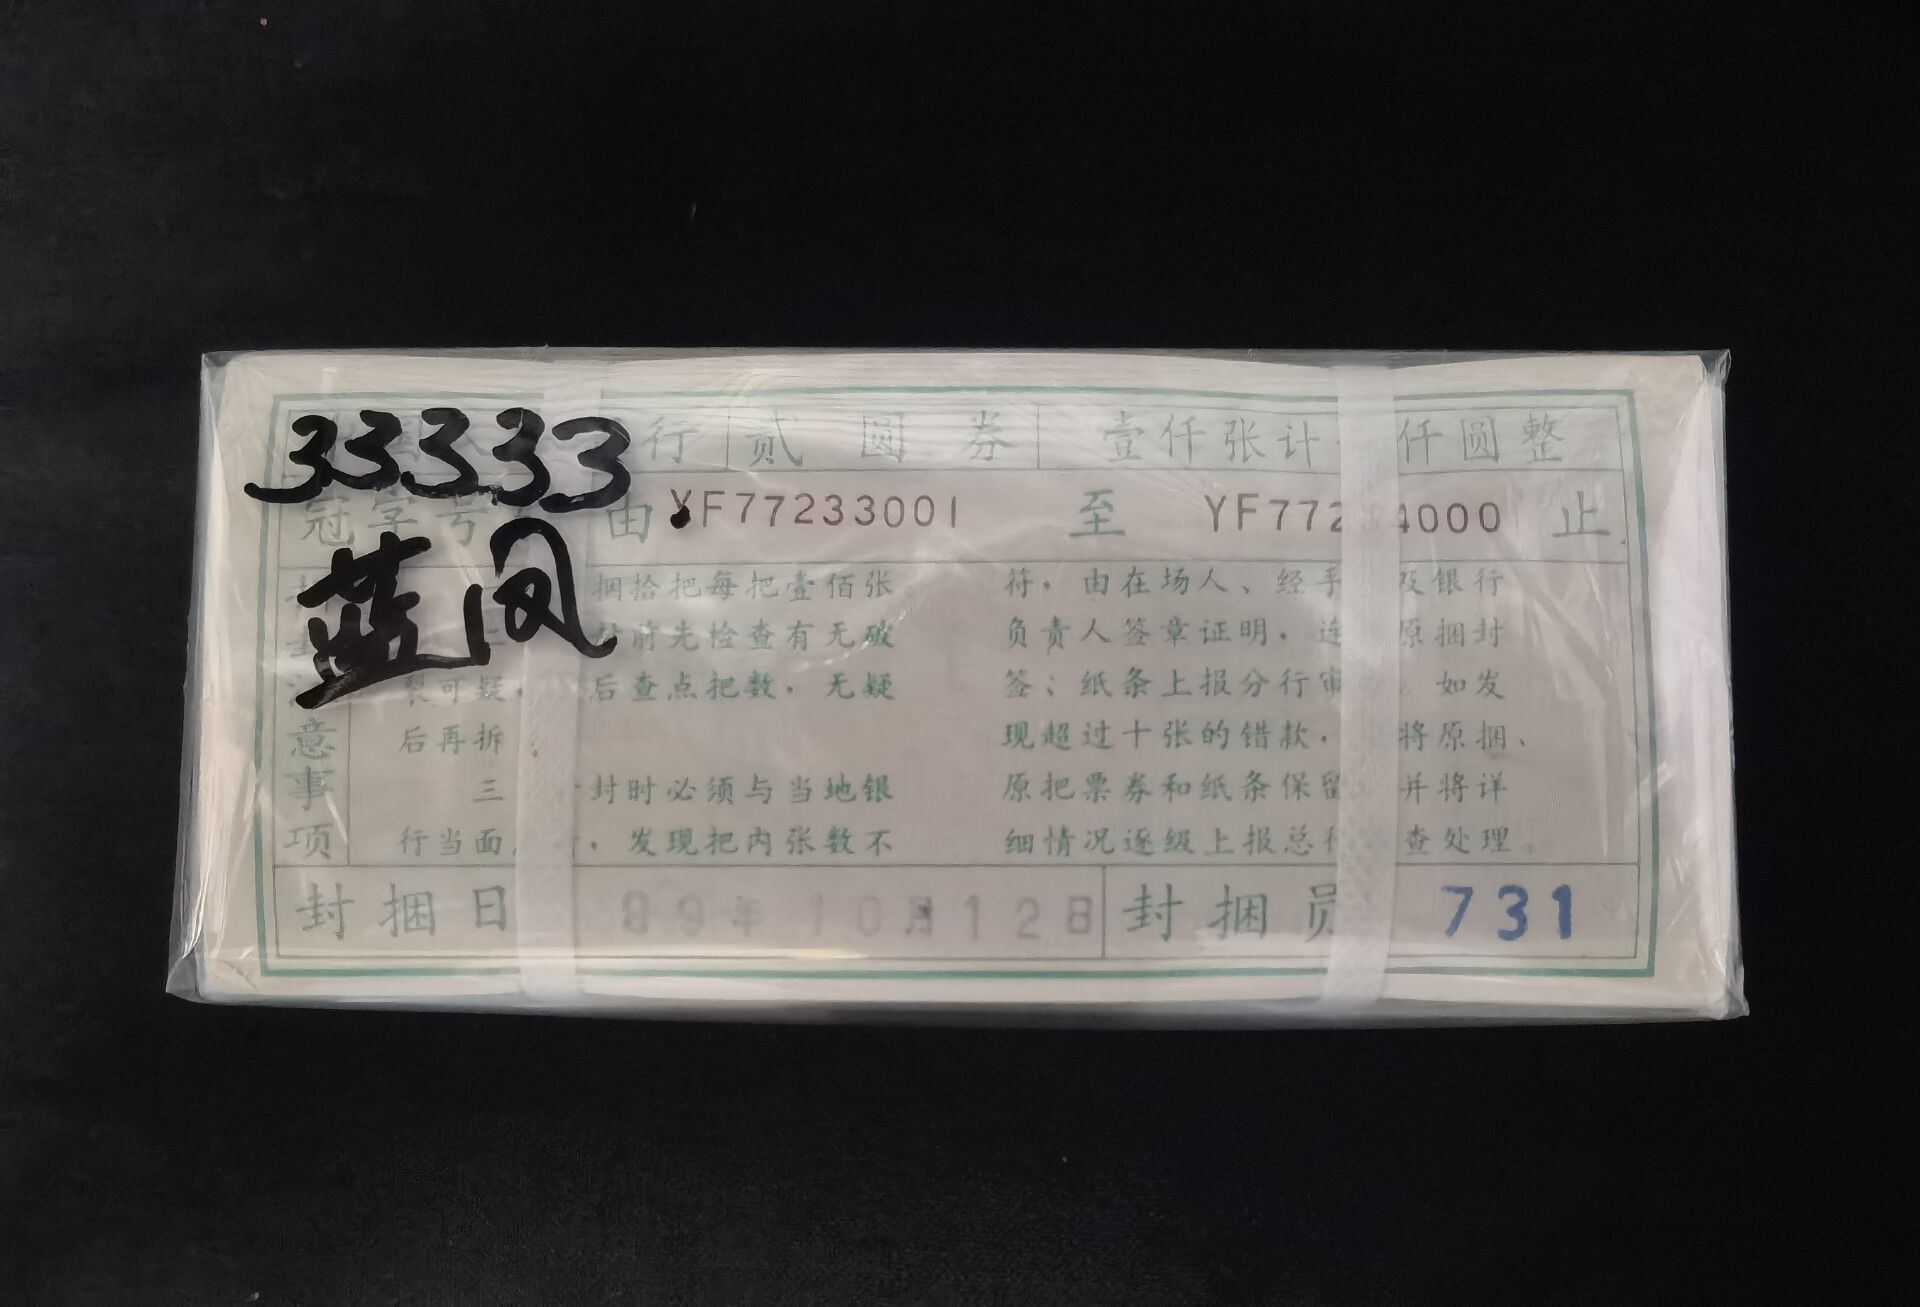 33333
蓝凤
行 贰圆券 壹仟张计 仟圆整
冠字号 由 YF77233001 至 YF772 4000 止
意事项
捆拾把每把壹佰张
前先检查有无破
裂可疑, 后查点把数,无疑
后再拆
三 封时必须与当地银
行当面 ,发现把内张数不
符,由在场人、经手 及银行
负责人签章证明,连 原捆封
签;纸条上报分行审 如发
现超过十张的错款, 将原捆、
原把票券和纸条保留 并将详
细情况逐级上报总行 查处理。
封捆日 89年10月12日 封捆员 731